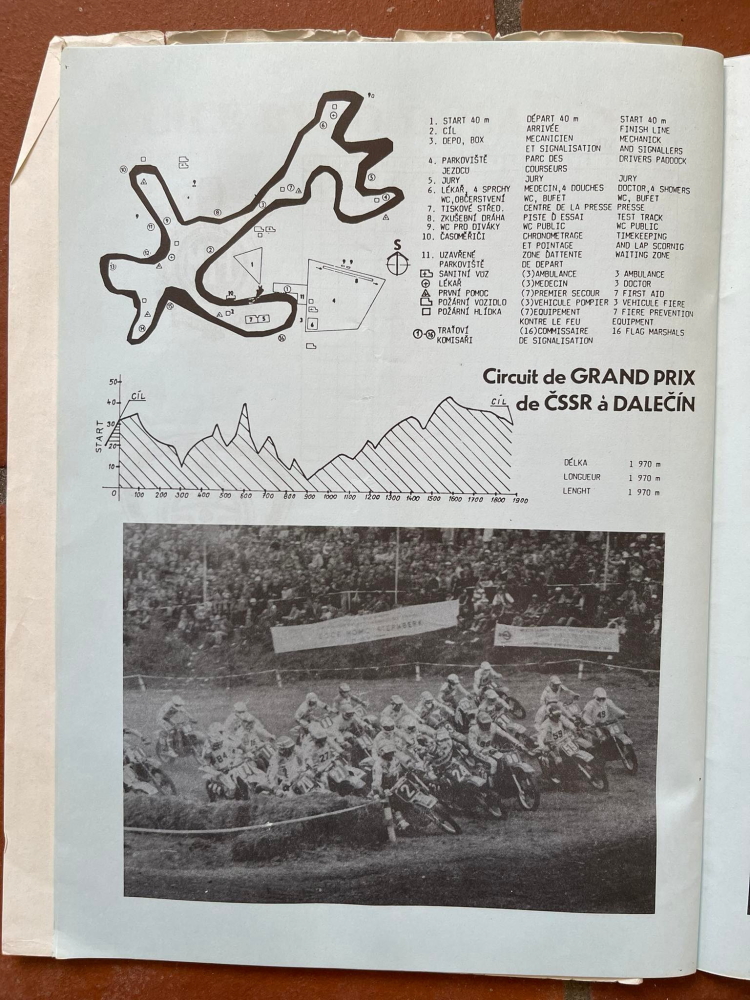 1. START 40 m DÉPART 40 m START 40 m
2. CÍL ARRIVÉE FINISH LINE
3. DEPO, BOX MECANICIEN MECHANICK
ET SIGNALISATION AND SIGNALLERS
4. PARKOVIŠTĚ PARC DES DRIVERS PADDOCK
JEZDCU COURSEURS
5. JURY JURY JURY
6. LÉKAŘ, 4 SPRCHY MEDECIN,4 DOUCHES DOCTOR,4 SHOWERS
WC,OBČERSTVENÍ WC, BUFET WC, BUFET
7. TISKOVÉ STŘED. CENTRE DE LA PRESSE PRESSE
8. ZKUŠEBNÍ DRÁHA PISTE D ESSAI TEST TRACK
9. WC PRO DIVÁKY WC PUBLIC WC PUBLIC
10. ČASOMĚŘIČI CHRONOMETRAGE TIMEKEEPING
ET POINTAGE AND LAP SCORNIG
11. UZAVŘENÉ ZONE DATTENTE WAITING ZONE
PARKOVIŠTĚ DE DEPART
SANITNÍ VOZ (3)AMBULANCE 3 AMBULANCE
LÉKAŘ (3)MEDECIN 3 DOCTOR
PRVNÍ POMOC (7)PREMIER SECOUR 7 FIRST AID
POŽÁRNÍ VOZIDLO (3)VEHICULE POMPIER 3 VEHICULE FIERE
POŽÁRNÍ HLÍDKA (7)EQUIPEMENT 7 FIERE PREVENTION
KONTRE LE FEU EQUIPMENT
1-16 TRAŤOVÍ (16)COMMISSAIRE 16 FLAG MARSHALS
KOMISAŘI DE SIGNALISATION
S
Circuit de GRAND PRIX
de ČSSR à DALEČÍN
START
CÍL
CÍL
50
40
30
20
10
0
100 200 300 400 500 600 700 800 900 1000 1100 1200 1300 1400 1500 1600 1700 1800 1900
DÉLKA 1 970 m
LONGUEUR 1 970 m
LENGHT 1 970 m